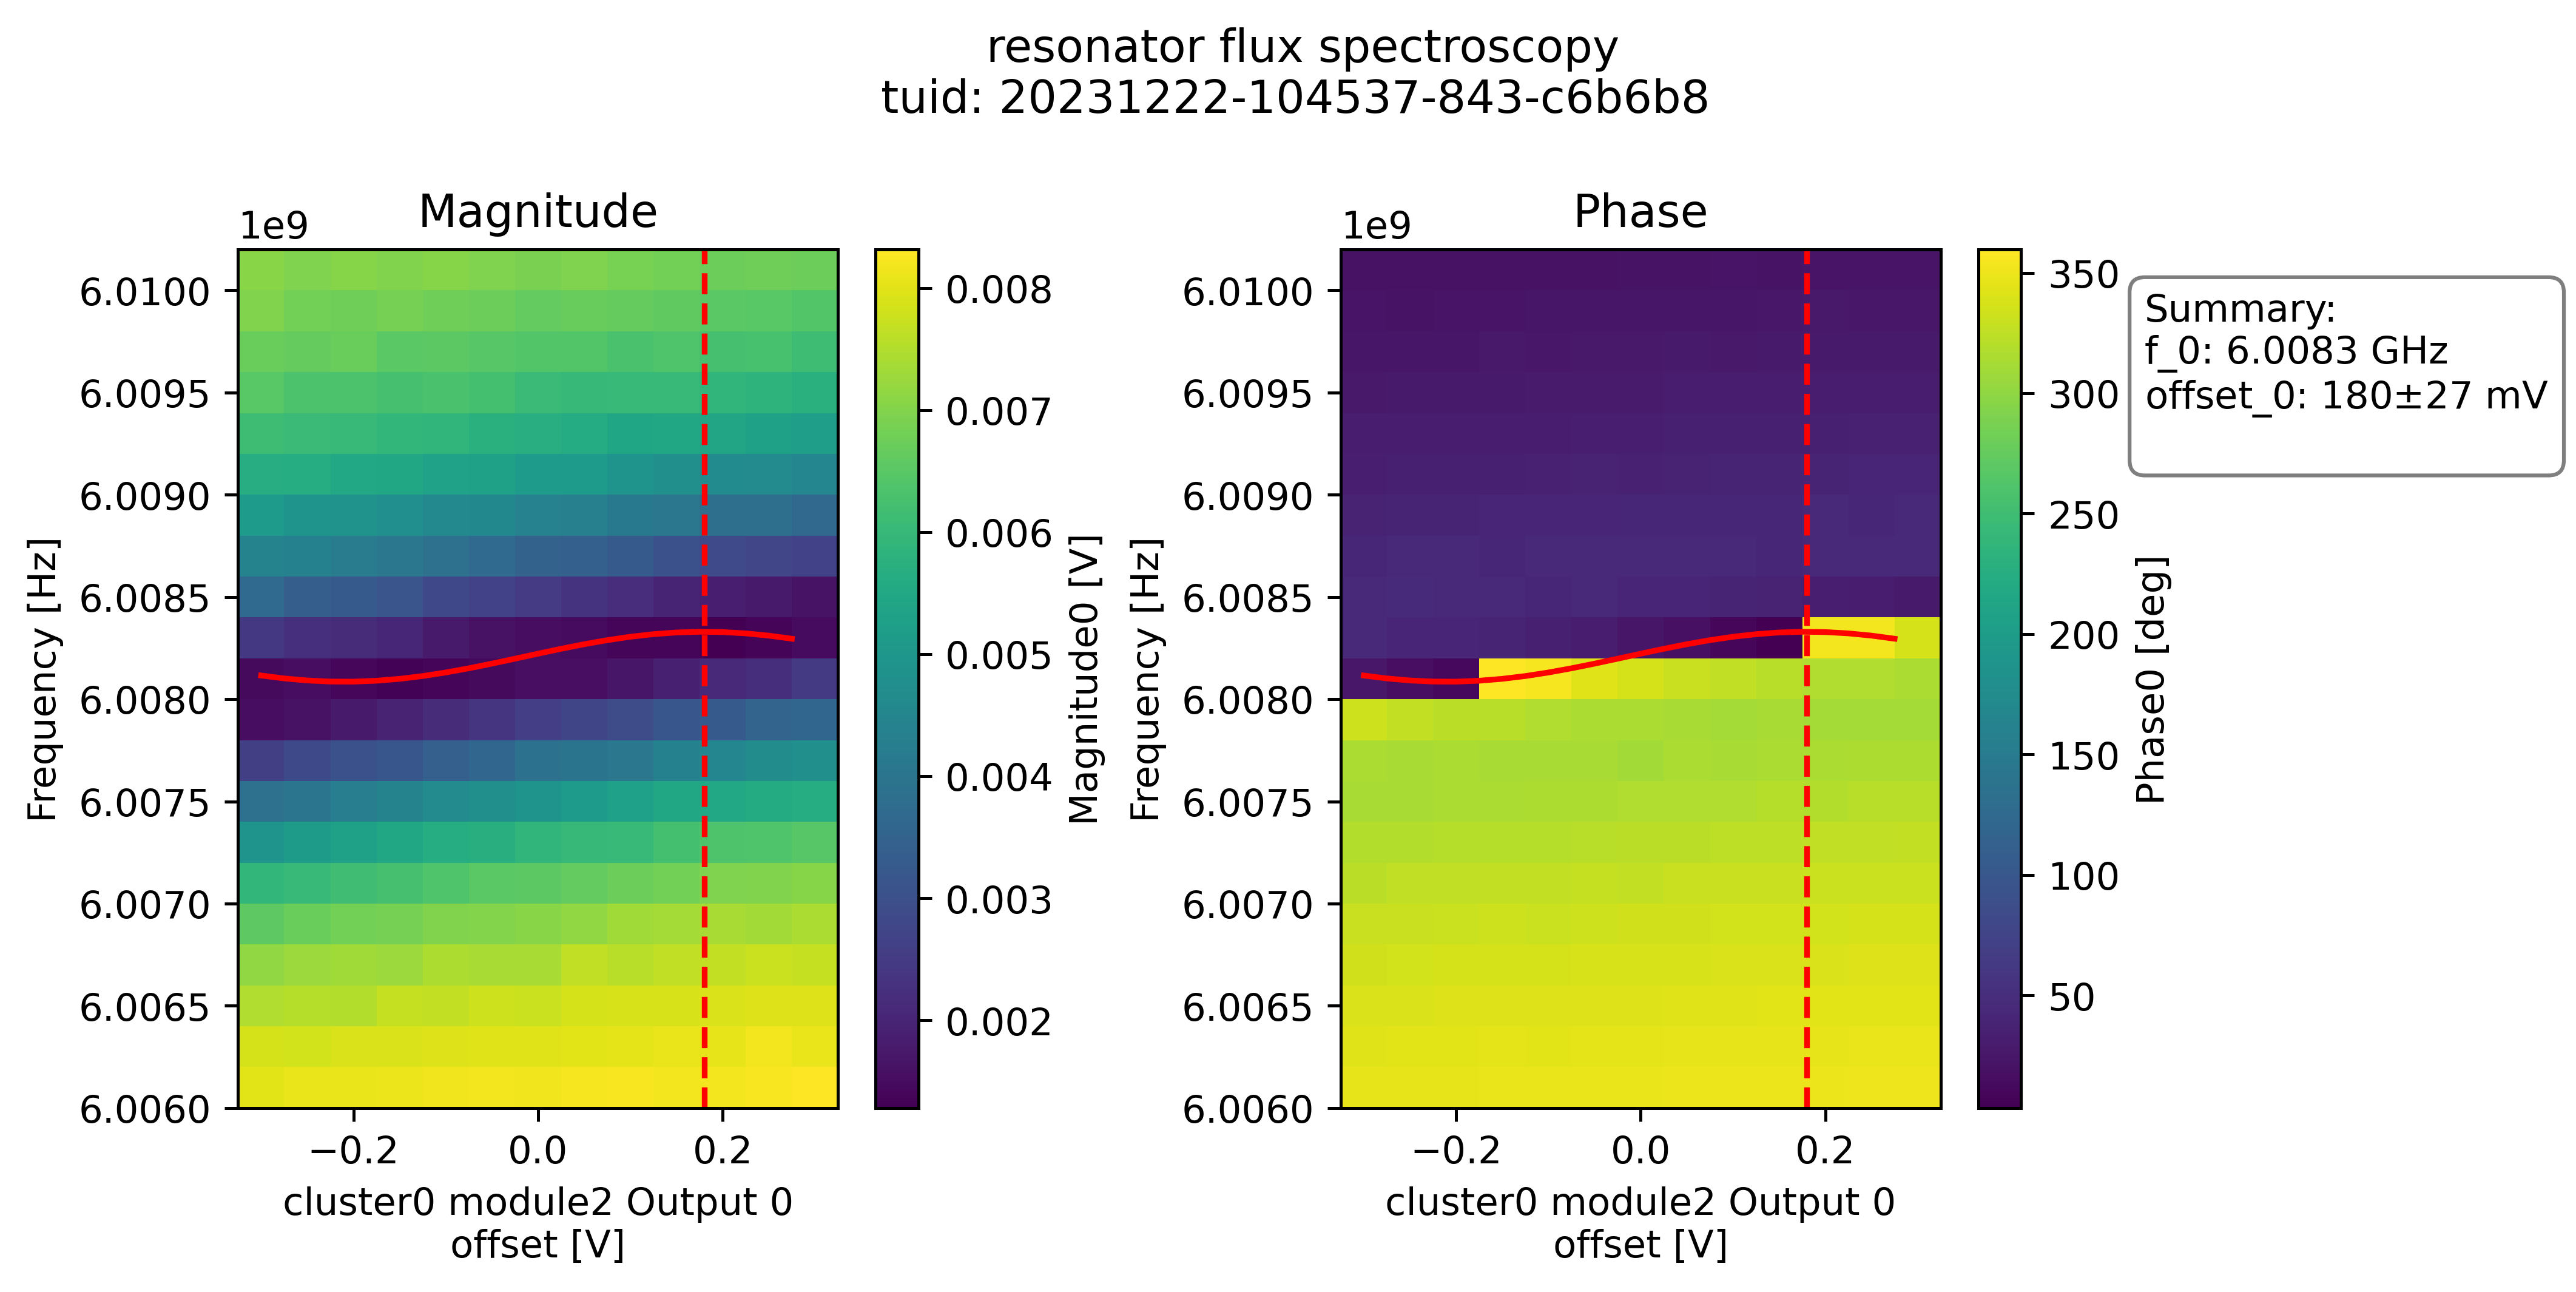 resonator flux spectroscopy
tuid: 20231222-104537-843-c6b6b8
Magnitude
1e9
6.0100
6.0095
6.0090
6.0085
6.0080
6.0075
6.0070
6.0065
6.0060
Frequency [Hz]
−0.2
0.0
0.2
cluster0 module2 Output 0
offset [V]
0.008
0.007
0.006
0.005
0.004
0.003
0.002
Magnitude0 [V]
Phase
1e9
6.0100
6.0095
6.0090
6.0085
6.0080
6.0075
6.0070
6.0065
6.0060
Frequency [Hz]
−0.2
0.0
0.2
cluster0 module2 Output 0
offset [V]
350
300
250
200
150
100
50
Phase0 [deg]
Summary:
f_0: 6.0083 GHz
offset_0: 180±27 mV